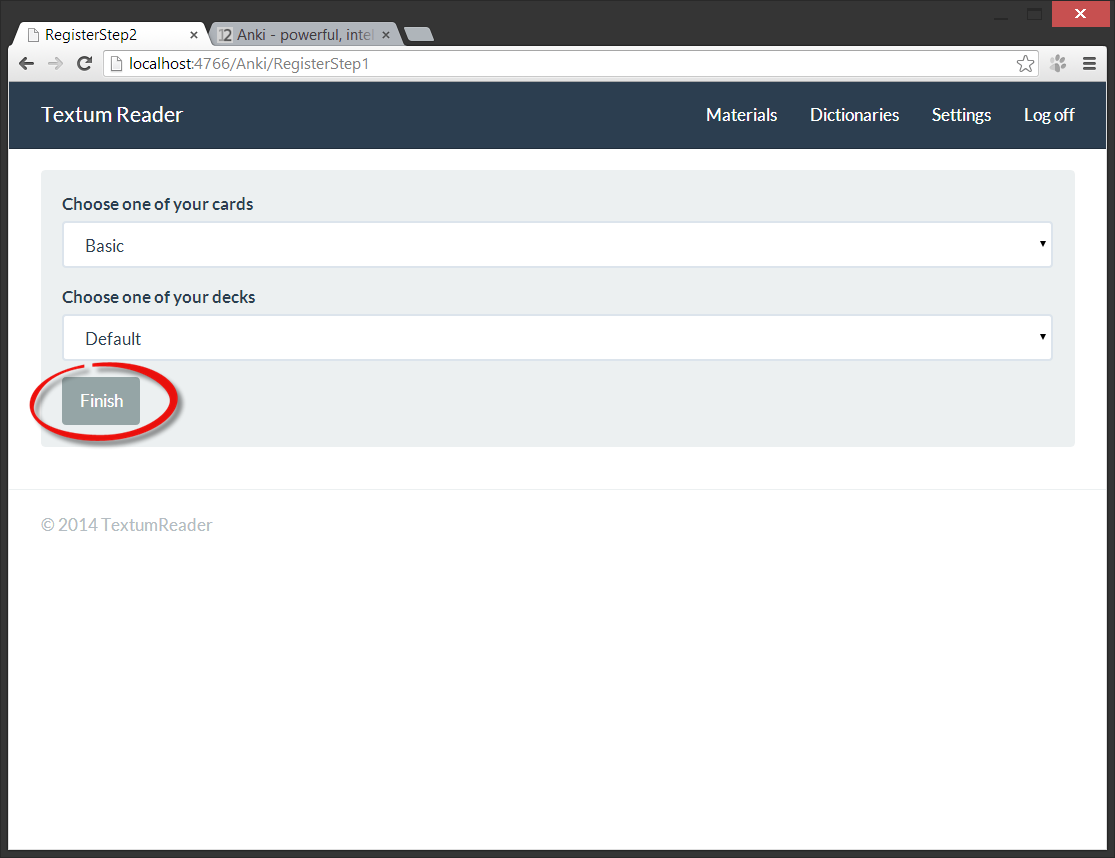 RegisterStep2
Anki - powerful, intel
localhost:4766/Anki/RegisterStep1
Textum Reader
Materials
Dictionaries
Settings
Log off
Choose one of your cards
Basic
Choose one of your decks
Default
Finish
© 2014 TextumReader